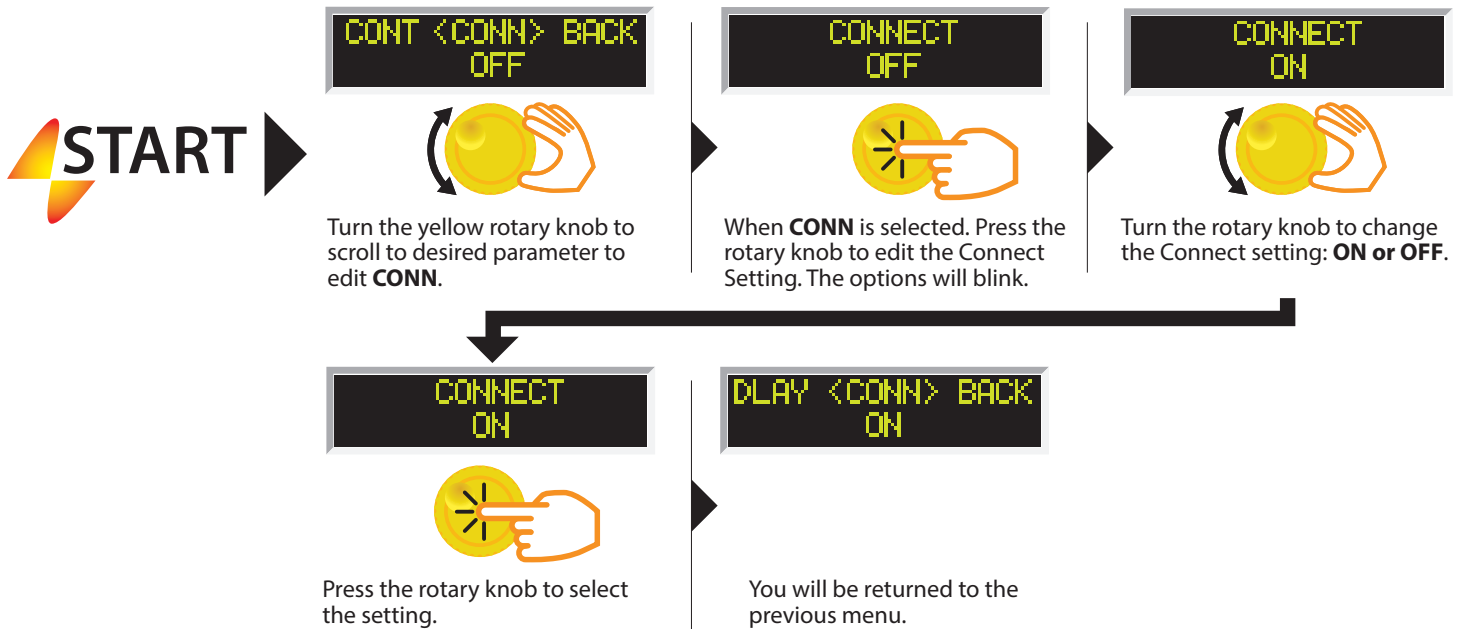 START
CONT <CONN> BACK
OFF
Turn the yellow rotary knob to
scroll to desired parameter to
edit CONN.
CONNECT
OFF
When CONN is selected. Press the
rotary knob to edit the Connect
Setting. The options will blink.
CONNECT
ON
Turn the rotary knob to change
the Connect setting: ON or OFF.
CONNECT
ON
Press the rotary knob to select
the setting.
DLAY <CONN> BACK
ON
You will be returned to the
previous menu.